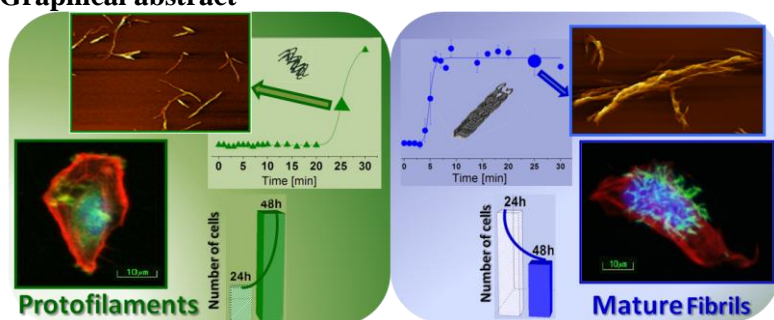 Graphical abstract
0 5 10 15 20 25 30
Time [min]
0 5 10 15 20 25 30
Time [min]
10µm
Number of cells
24h
48h
Protofilaments
Number of cells
24h
48h
10µm
Mature Fibrils